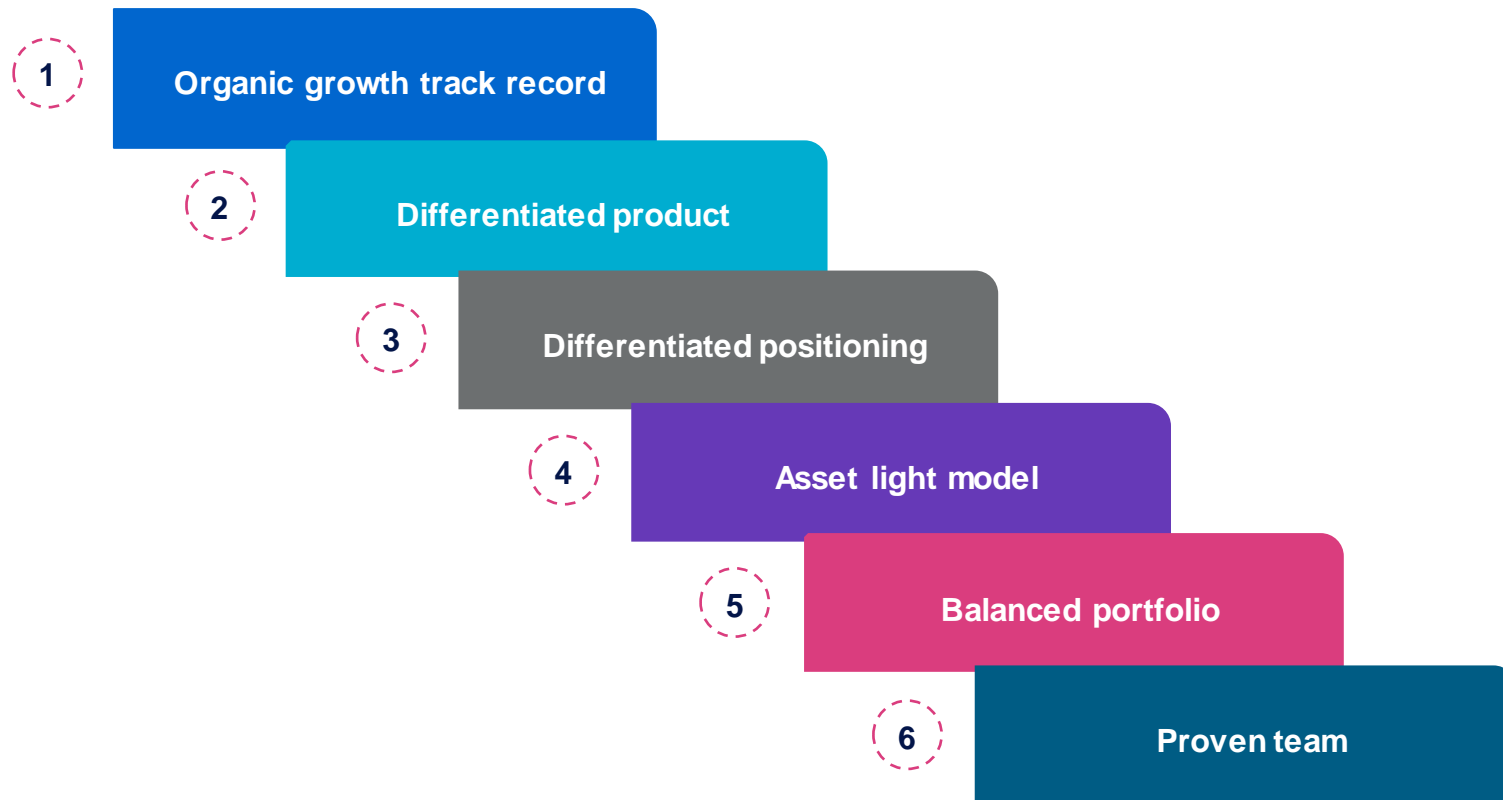 1
Organic growth track record
2
Differentiated product
3
Differentiated positioning
4
Asset light model
5
Balanced portfolio
6
Proven team